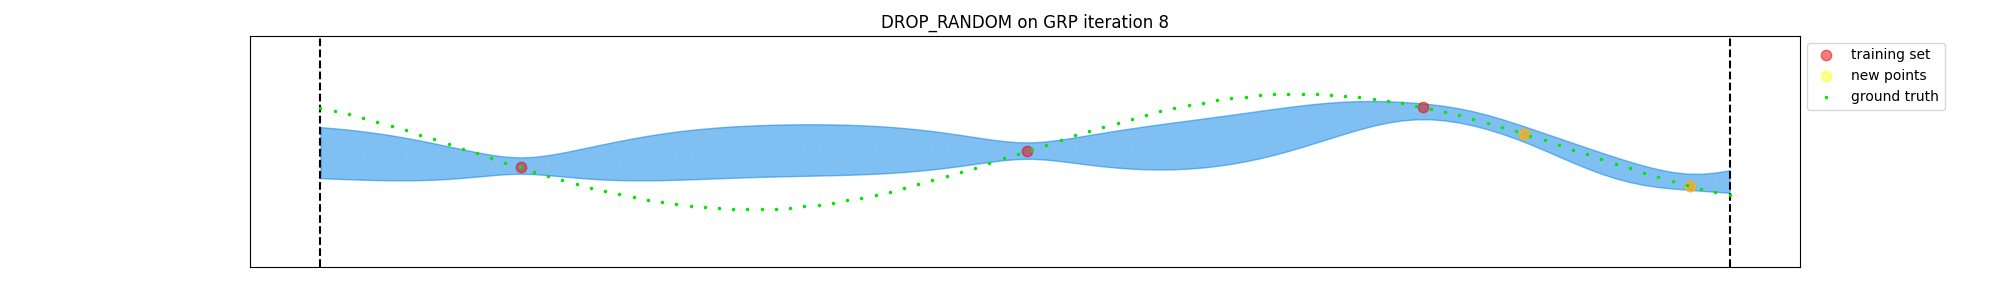 DROP_RANDOM on GRP iteration 8
training set
new points
ground truth